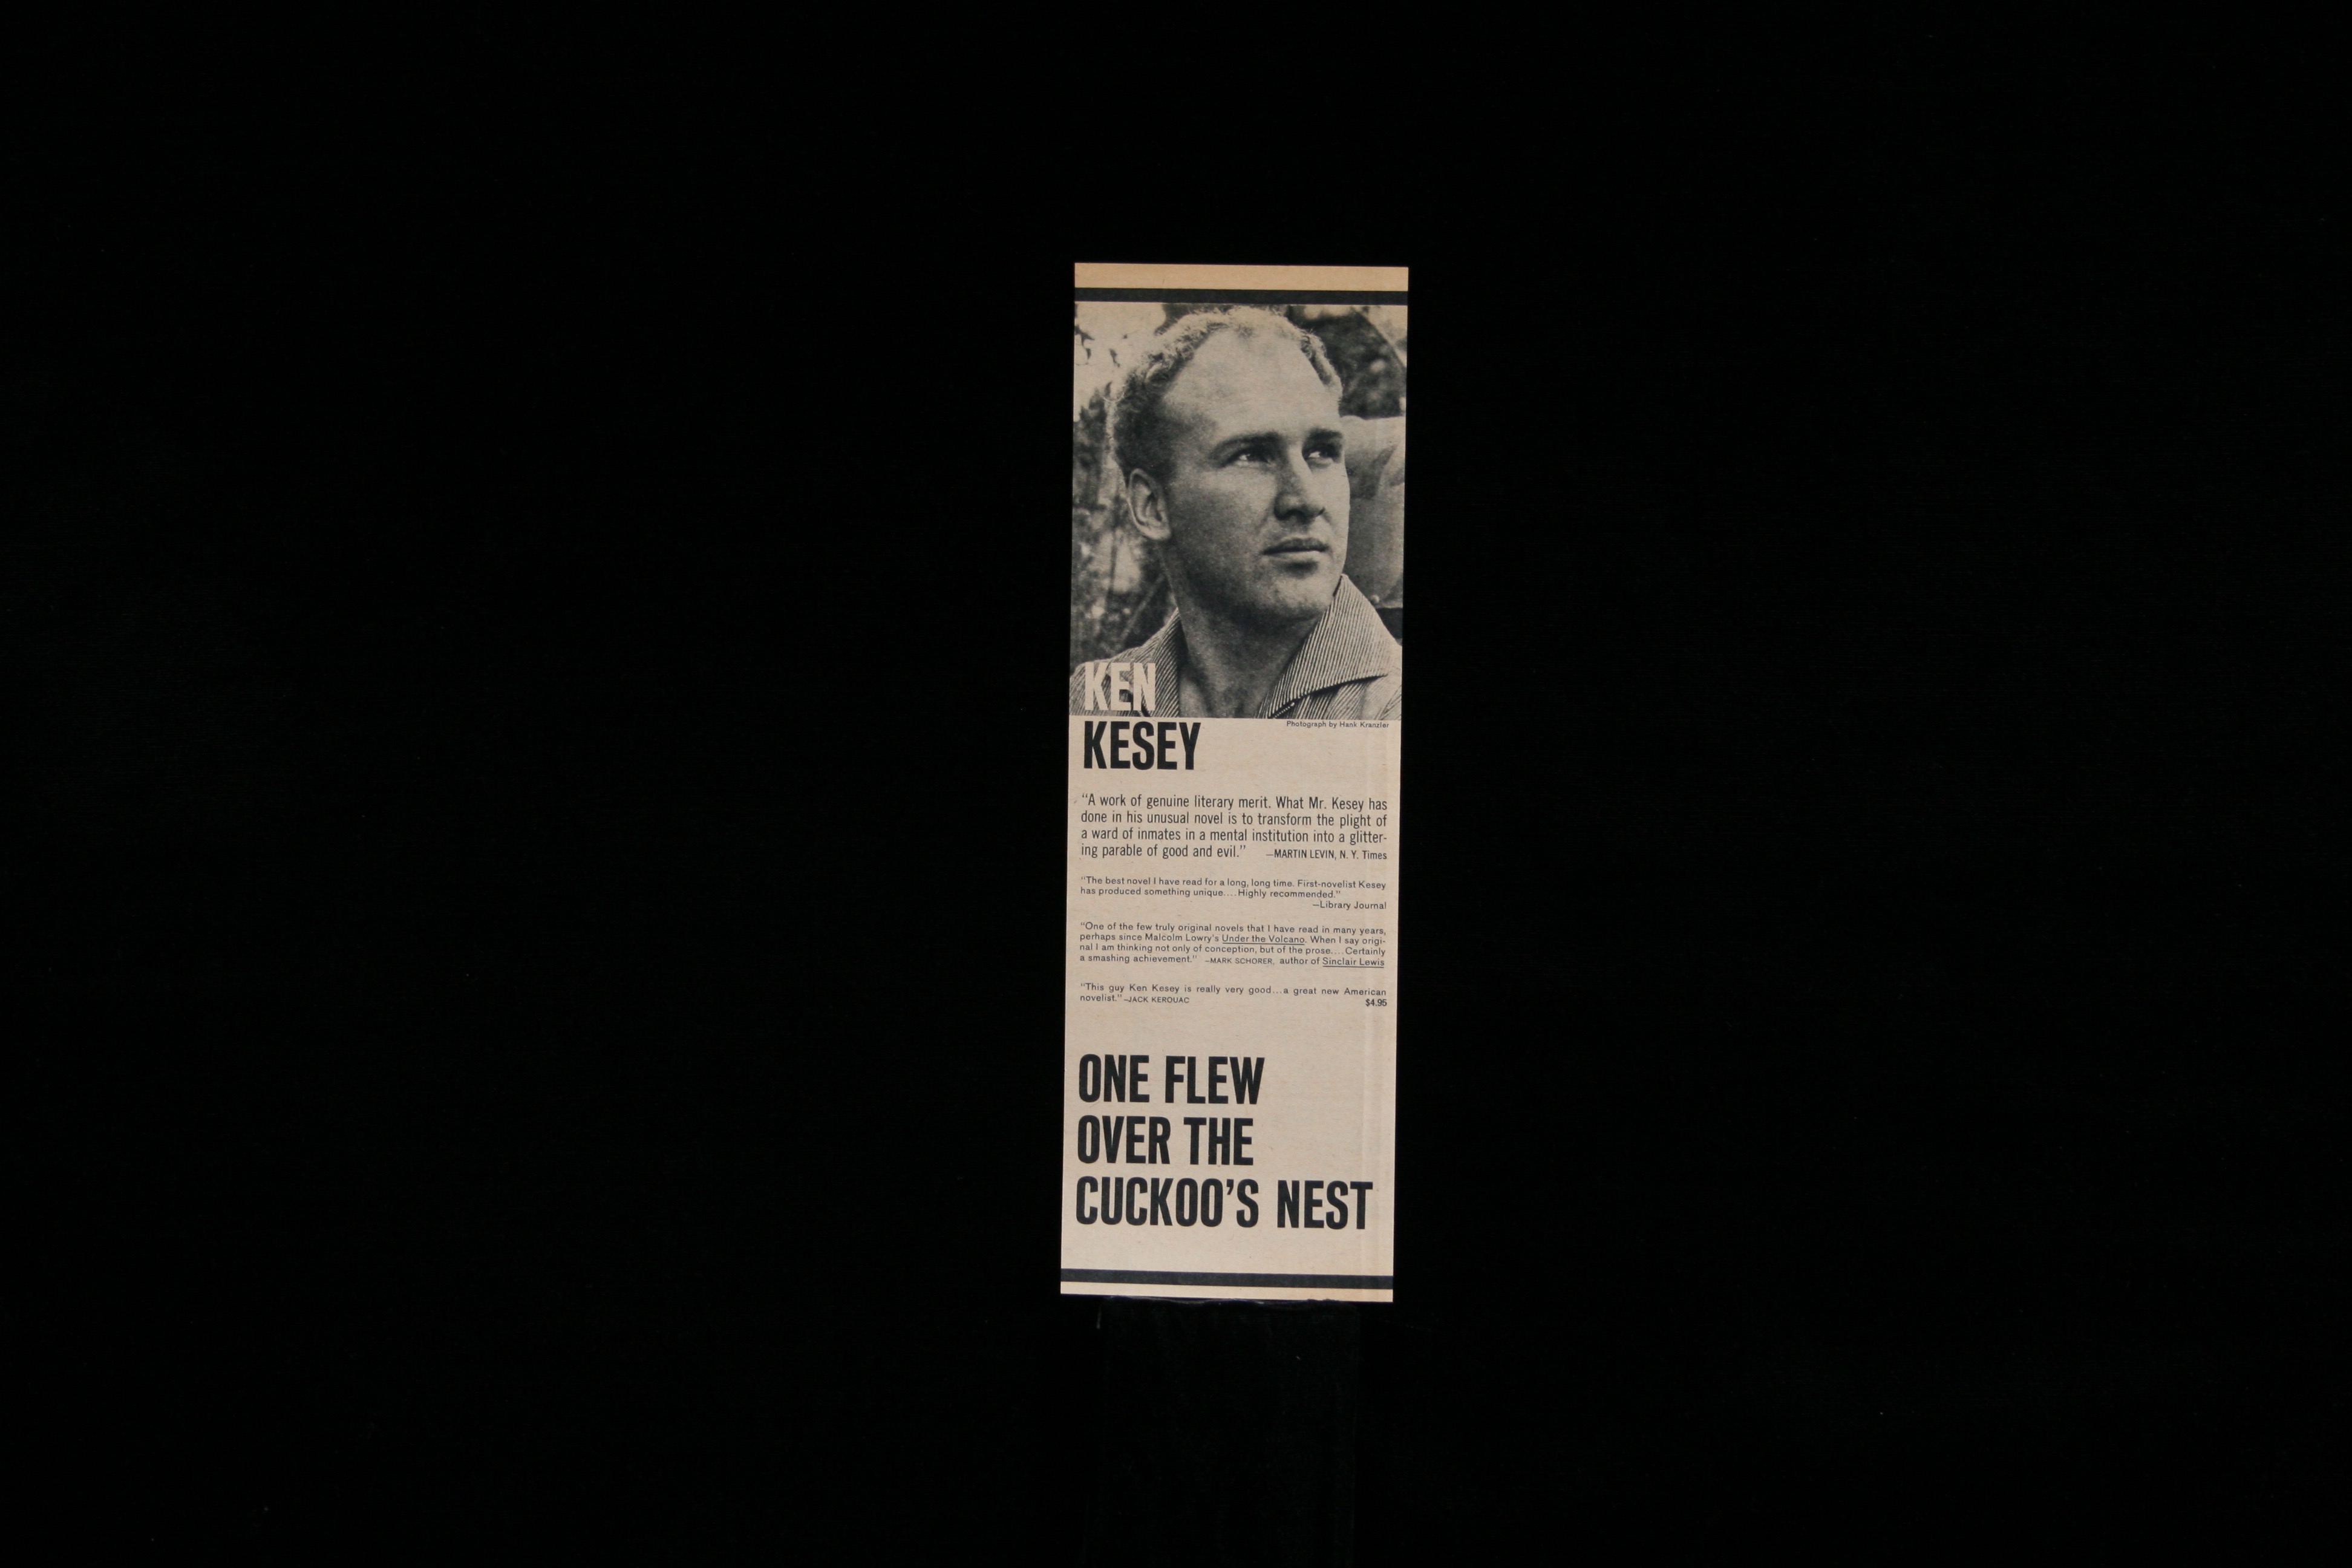 KEN
Photograph by Hank Kranzler
KESEY
“A work of genuine literary merit. What Mr. Kesey has
done in his unusual novel is to transform the plight of
a ward of inmates in a mental institution into a glitter-
ing parable of good and evil.” —MARTIN LEVIN, N. Y. Times
“The best novel I have read for a long, long time. First-novelist Kesey
has produced something unique.... Highly recommended.”
—Library Journal
“One of the few truly original novels that I have read in many years,
perhaps since Malcolm Lowry's Under the Volcano. When I say origi-
nal I am thinking not only of conception, but of the prose.... Certainly
a smashing achievement.” —MARK SCHORER, author of Sinclair Lewis
“This guy Ken Kesey is really very good...a great new American
novelist.” —JACK KEROUAC $4.95
ONE FLEW
OVER THE
CUCKOO’S NEST